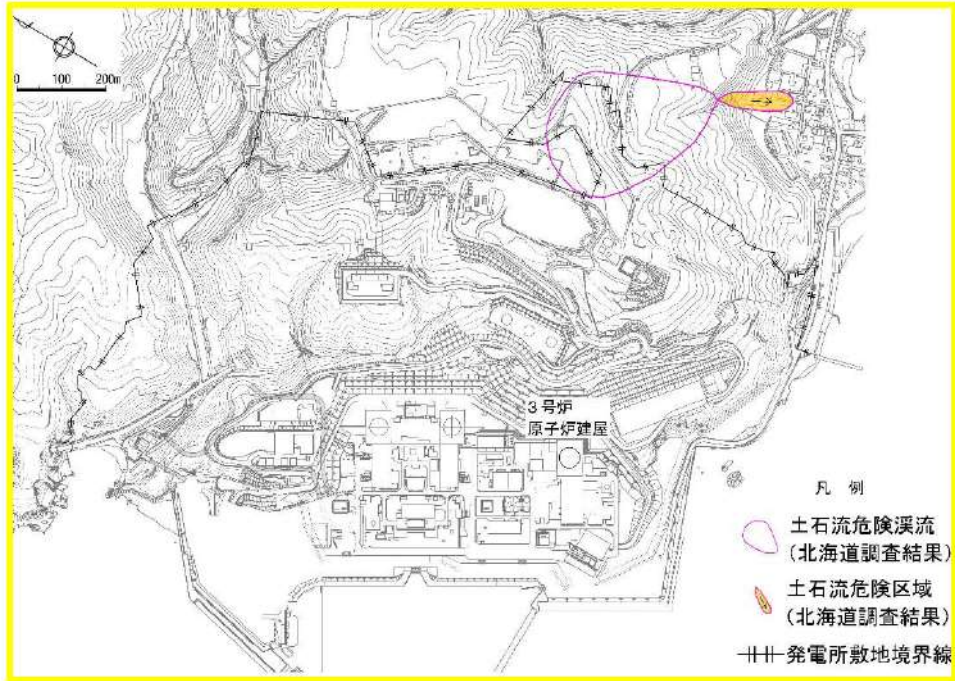 0 100 200m
3号炉
原子炉建屋
凡 例
土石流危険渓流
(北海道調査結果)
土石流危険区域
(北海道調査結果)
発電所敷地境界線